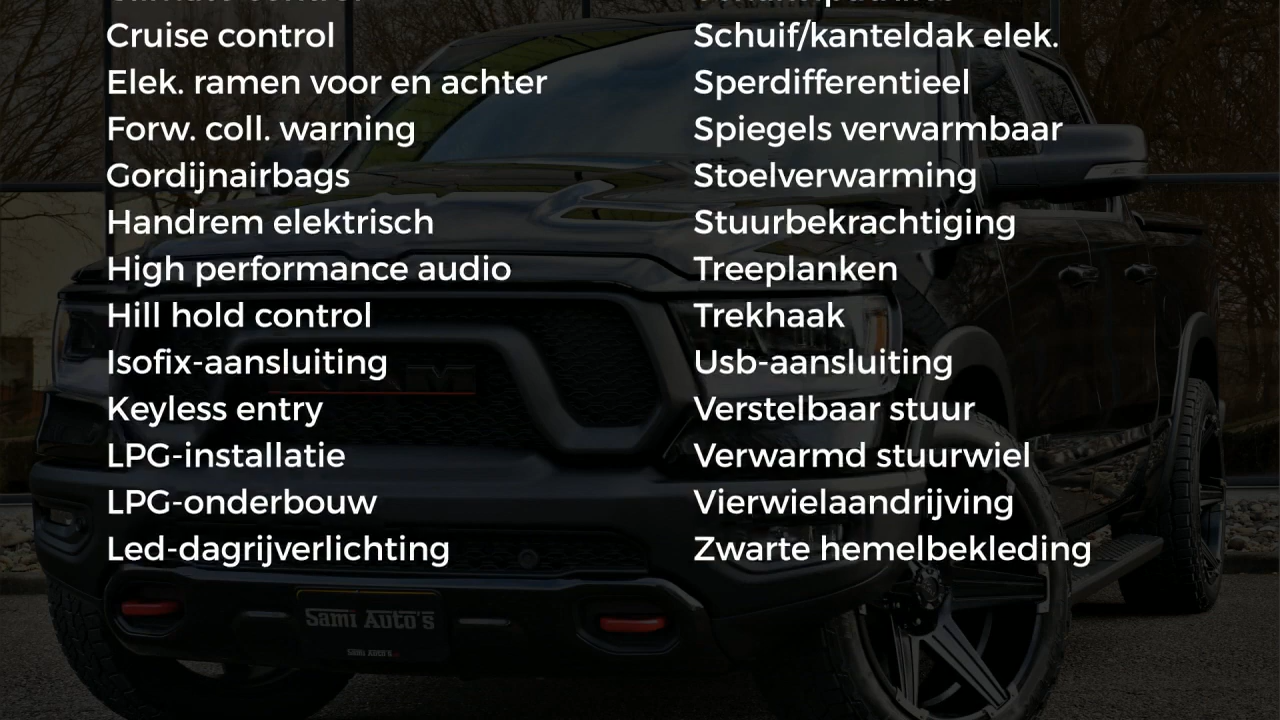 Cruise control
Elek. ramen voor en achter
Forw. coll. warning
Gordijnairbags
Handrem elektrisch
High performance audio
Hill hold control
Isofix-aansluiting
Keyless entry
LPG-installatie
LPG-onderbouw
Led-dagrijverlichting
Schuif/kanteldak elek.
Sperdifferentieel
Spiegels verwarmbaar
Stoelverwarming
Stuurbekrachtiging
Treeplanken
Trekhaak
Usb-aansluiting
Verstelbaar stuur
Verwarmd stuurwiel
Vierwielaandrijving
Zwarte hemelbekleding
RAM
Sami Auto's